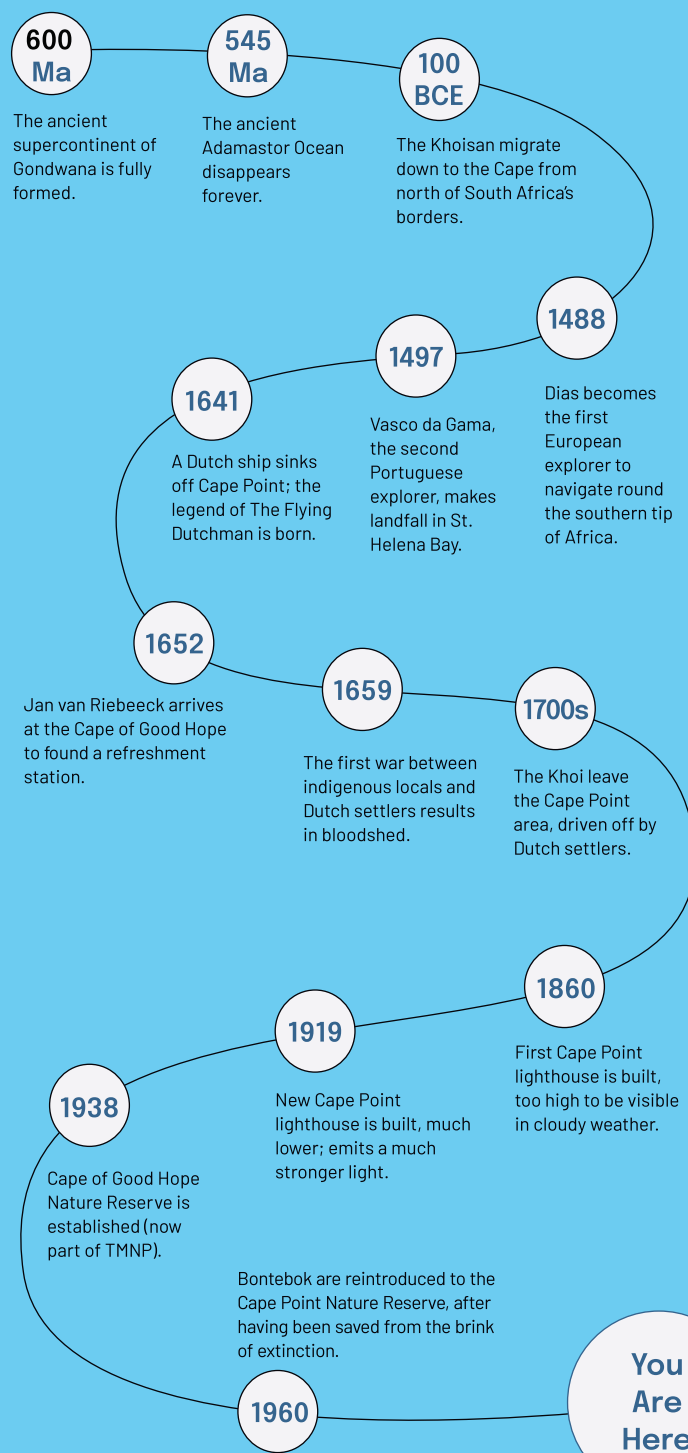 600
Ma
The ancient
supercontinent of
Gondwana is fully
formed.
545
Ma
The ancient
Adamastor Ocean
disappears
forever.
100
BCE
The Khoisan migrate
down to the Cape from
north of South Africa's
borders.
1488
Dias becomes
the first
European
explorer to
navigate round
the southern tip
of Africa.
1497
Vasco da Gama,
the second
Portuguese
explorer, makes
landfall in St.
Helena Bay.
1641
A Dutch ship sinks
off Cape Point; the
legend of The Flying
Dutchman is born.
1652
Jan van Riebeeck arrives
at the Cape of Good Hope
to found a refreshment
station.
1659
The first war between
indigenous locals and
Dutch settlers results
in bloodshed.
1700s
The Khoi leave
the Cape Point
area, driven off by
Dutch settlers.
1860
First Cape Point
lighthouse is built,
too high to be visible
in cloudy weather.
1919
New Cape Point
lighthouse is built, much
lower; emits a much
stronger light.
1938
Cape of Good Hope
Nature Reserve is
established (now
part of TMNP).
Bontebok are reintroduced to the
Cape Point Nature Reserve, after
having been saved from the brink
of extinction.
1960
You
Are
Here